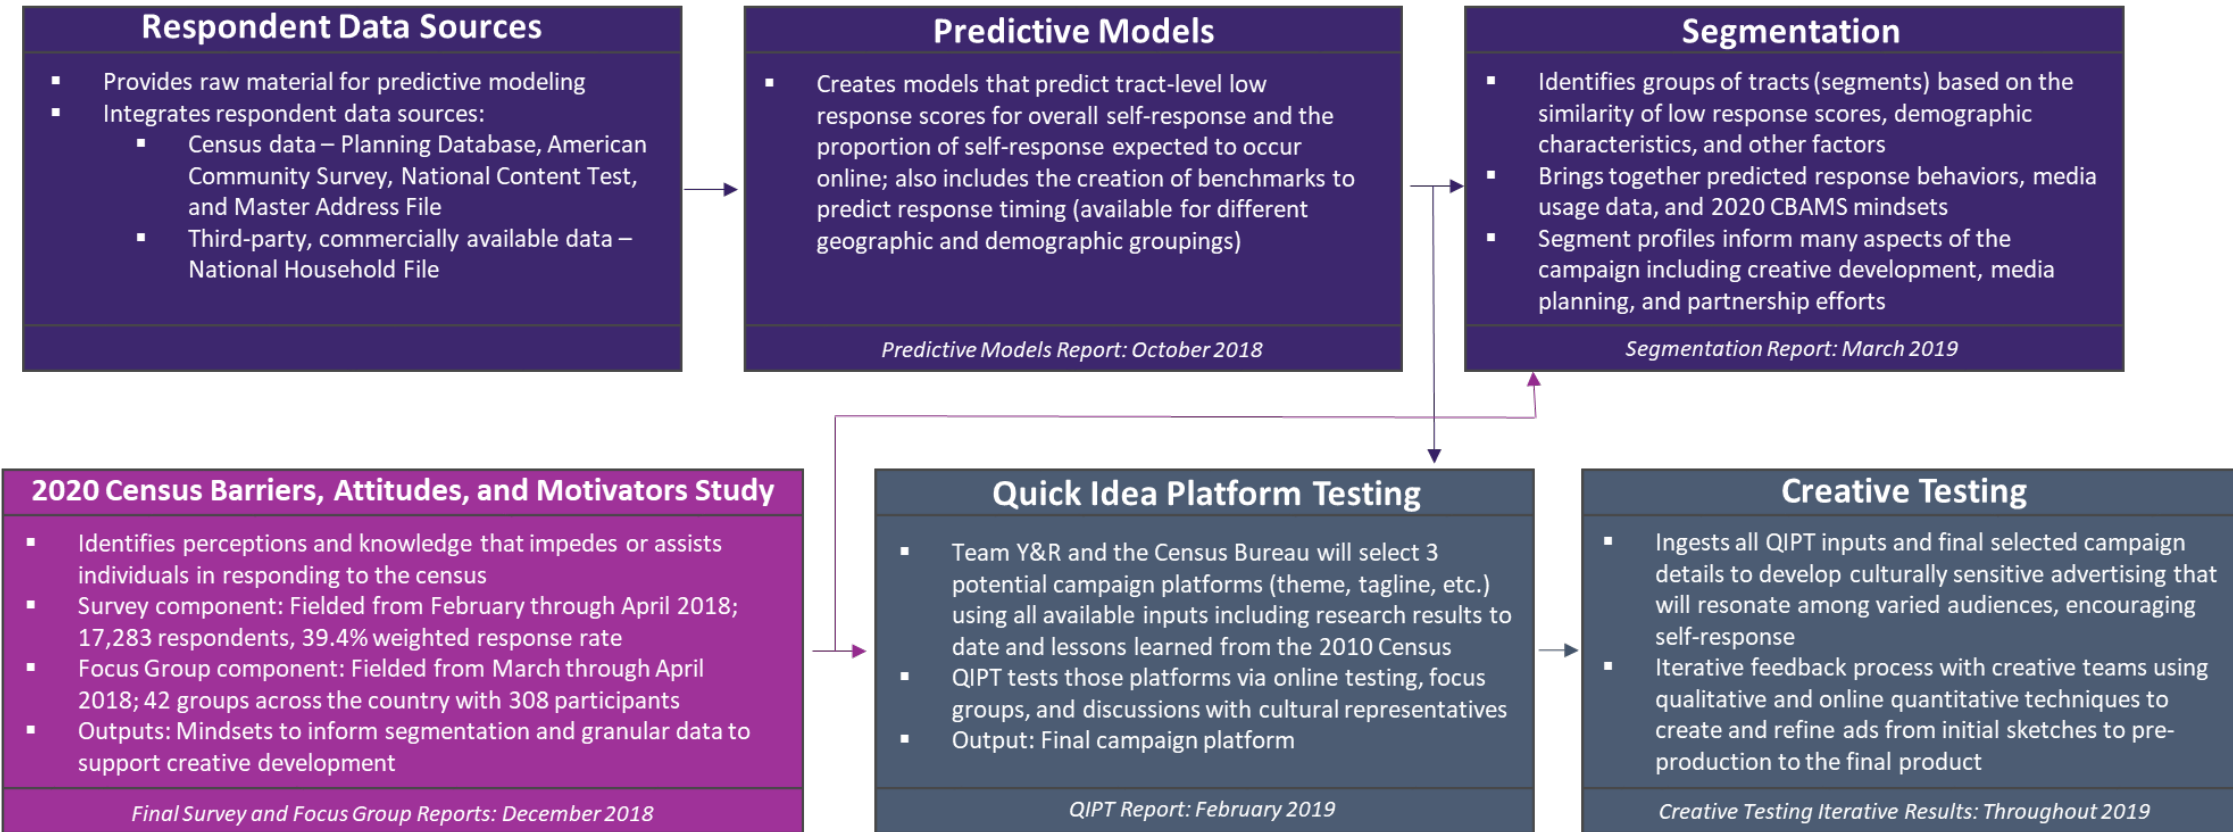 Respondent Data Sources
▪ Provides raw material for predictive modeling
▪ Integrates respondent data sources:
▪ Census data – Planning Database, American
Community Survey, National Content Test,
and Master Address File
▪ Third-party, commercially available data –
National Household File
Predictive Models
▪ Creates models that predict tract-level low
response scores for overall self-response and the
proportion of self-response expected to occur
online; also includes the creation of benchmarks to
predict response timing (available for different
geographic and demographic groupings)
Predictive Models Report: October 2018
Segmentation
▪ Identifies groups of tracts (segments) based on the
similarity of low response scores, demographic
characteristics, and other factors
▪ Brings together predicted response behaviors, media
usage data, and 2020 CBAMS mindsets
▪ Segment profiles inform many aspects of the
campaign including creative development, media
planning, and partnership efforts
Segmentation Report: March 2019
2020 Census Barriers, Attitudes, and Motivators Study
▪ Identifies perceptions and knowledge that impedes or assists
individuals in responding to the census
▪ Survey component: Fielded from February through April 2018;
17,283 respondents, 39.4% weighted response rate
▪ Focus Group component: Fielded from March through April
2018; 42 groups across the country with 308 participants
▪ Outputs: Mindsets to inform segmentation and granular data to
support creative development
Final Survey and Focus Group Reports: December 2018
Quick Idea Platform Testing
▪ Team Y&R and the Census Bureau will select 3
potential campaign platforms (theme, tagline, etc.)
using all available inputs including research results to
date and lessons learned from the 2010 Census
▪ QIPT tests those platforms via online testing, focus
groups, and discussions with cultural representatives
▪ Output: Final campaign platform
QIPT Report: February 2019
Creative Testing
▪ Ingests all QIPT inputs and final selected campaign
details to develop culturally sensitive advertising that
will resonate among varied audiences, encouraging
self-response
▪ Iterative feedback process with creative teams using
qualitative and online quantitative techniques to
create and refine ads from initial sketches to pre-
production to the final product
Creative Testing Iterative Results: Throughout 2019